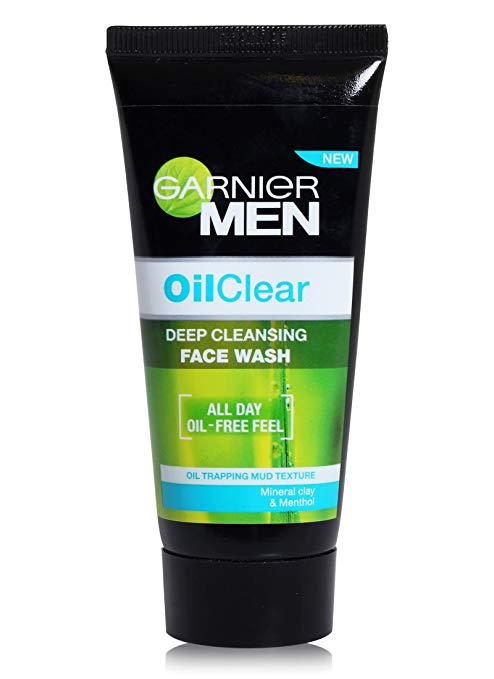 NEW
GARNIER
MEN
OilClear
DEEP CLEANSING
FACE WASH
ALL DAY
OIL-FREE FEEL
OIL TRAPPING MUD TEXTURE
Mineral clay
& Menthol